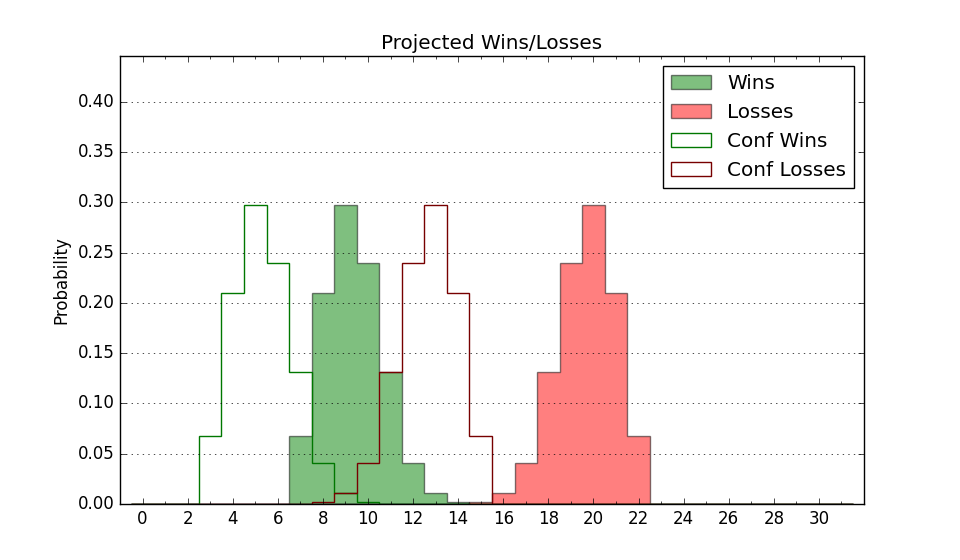 Projected Wins/Losses
Wins
Losses
Conf Wins
Conf Losses
Probability
0.40
0.35
0.30
0.25
0.20
0.15
0.10
0.05
0.00
0 2 4 6 8 10 12 14 16 18 20 22 24 26 28 30